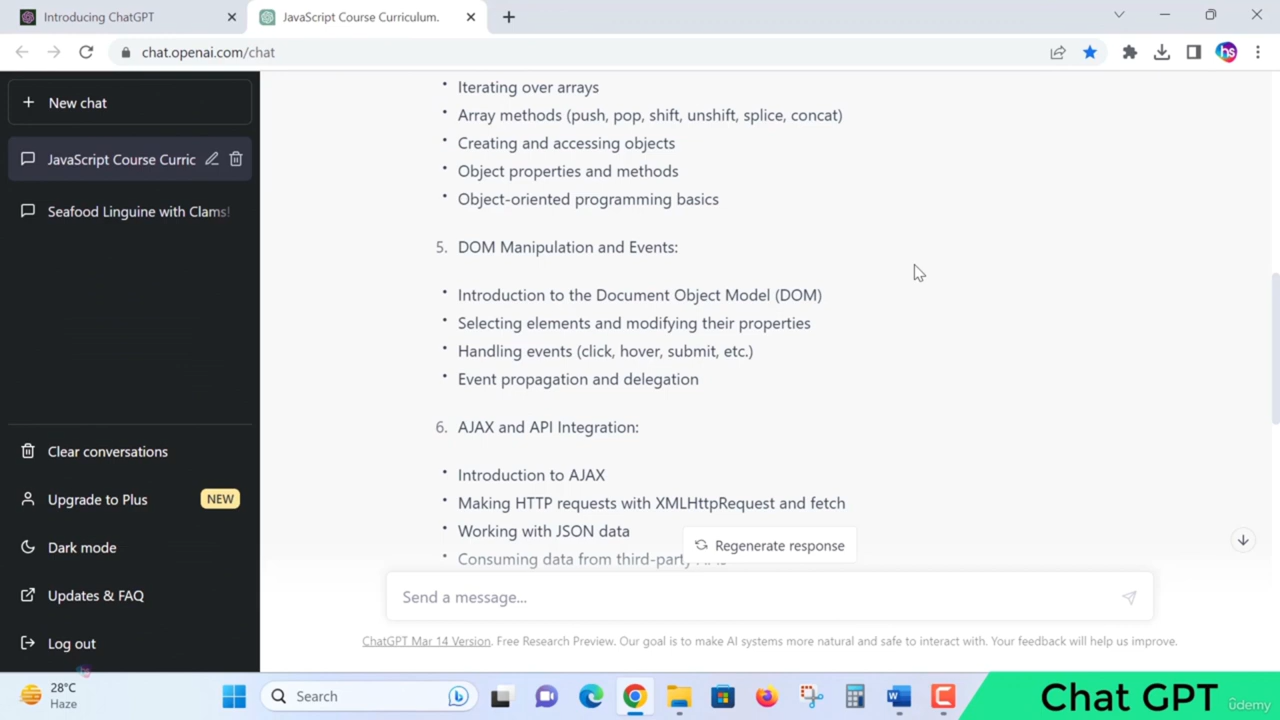 Introducing ChatGPT
JavaScript Course Curriculum.
chat.openai.com/chat
New chat
JavaScript Course Curric
Seafood Linguine with Clams!
Clear conversations
Upgrade to Plus NEW
Dark mode
Updates & FAQ
Log out
Iterating over arrays
Array methods (push, pop, shift, unshift, splice, concat)
Creating and accessing objects
Object properties and methods
Object-oriented programming basics
5. DOM Manipulation and Events:
Introduction to the Document Object Model (DOM)
Selecting elements and modifying their properties
Handling events (click, hover, submit, etc.)
Event propagation and delegation
6. AJAX and API Integration:
Introduction to AJAX
Making HTTP requests with XMLHttpRequest and fetch
Working with JSON data
Consuming data from third-party
Regenerate response
Send a message...
ChatGPT Mar 14 Version. Free Research Preview. Our goal is to make AI systems more natural and safe to interact with. Your feedback will help us improve.
28°C
Haze
Search
Chat GPT
ûdemy